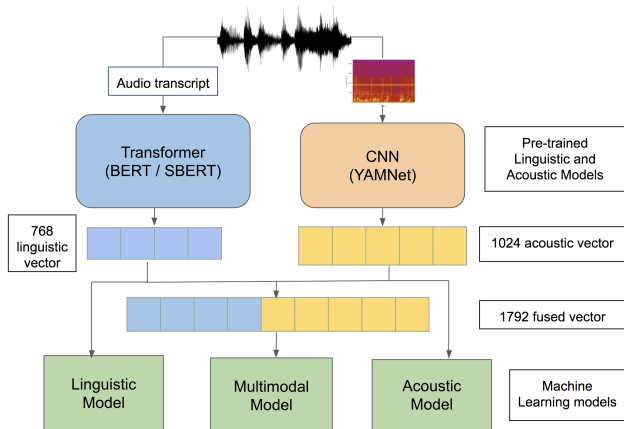 Audio transcript
Transformer
(BERT / SBERT)
CNN
(YAMNet)
Pre-trained
Linguistic and
Acoustic Models
768
linguistic
vector
1024 acoustic vector
1792 fused vector
Linguistic
Model
Multimodal
Model
Acoustic
Model
Machine
Learning models